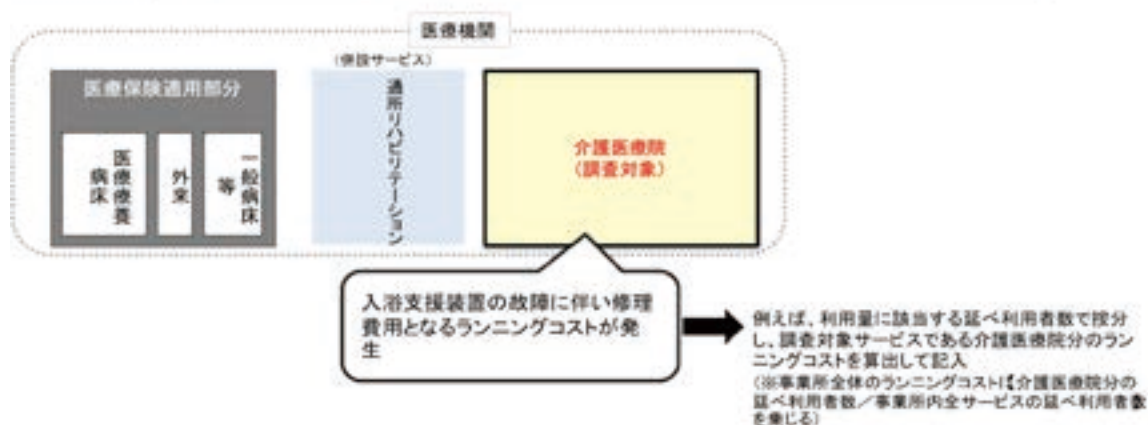 医療機関
(併設サービス)
医療保険適用部分
医療療養
病床
外来
一般病床
等
通所リハビリテーション
介護医療院
(調査対象)
入浴支援装置の故障に伴い修理
費用となるランニングコストが発
生
例えば、利用量に該当する延べ利用者数で按分
し、調査対象サービスである介護医療院分のラン
ニングコストを算出して記入
(※事業所全体のランニングコストに【介護医療院分の
延べ利用者数/事業所内全サービスの延べ利用者数】
を乗じる)